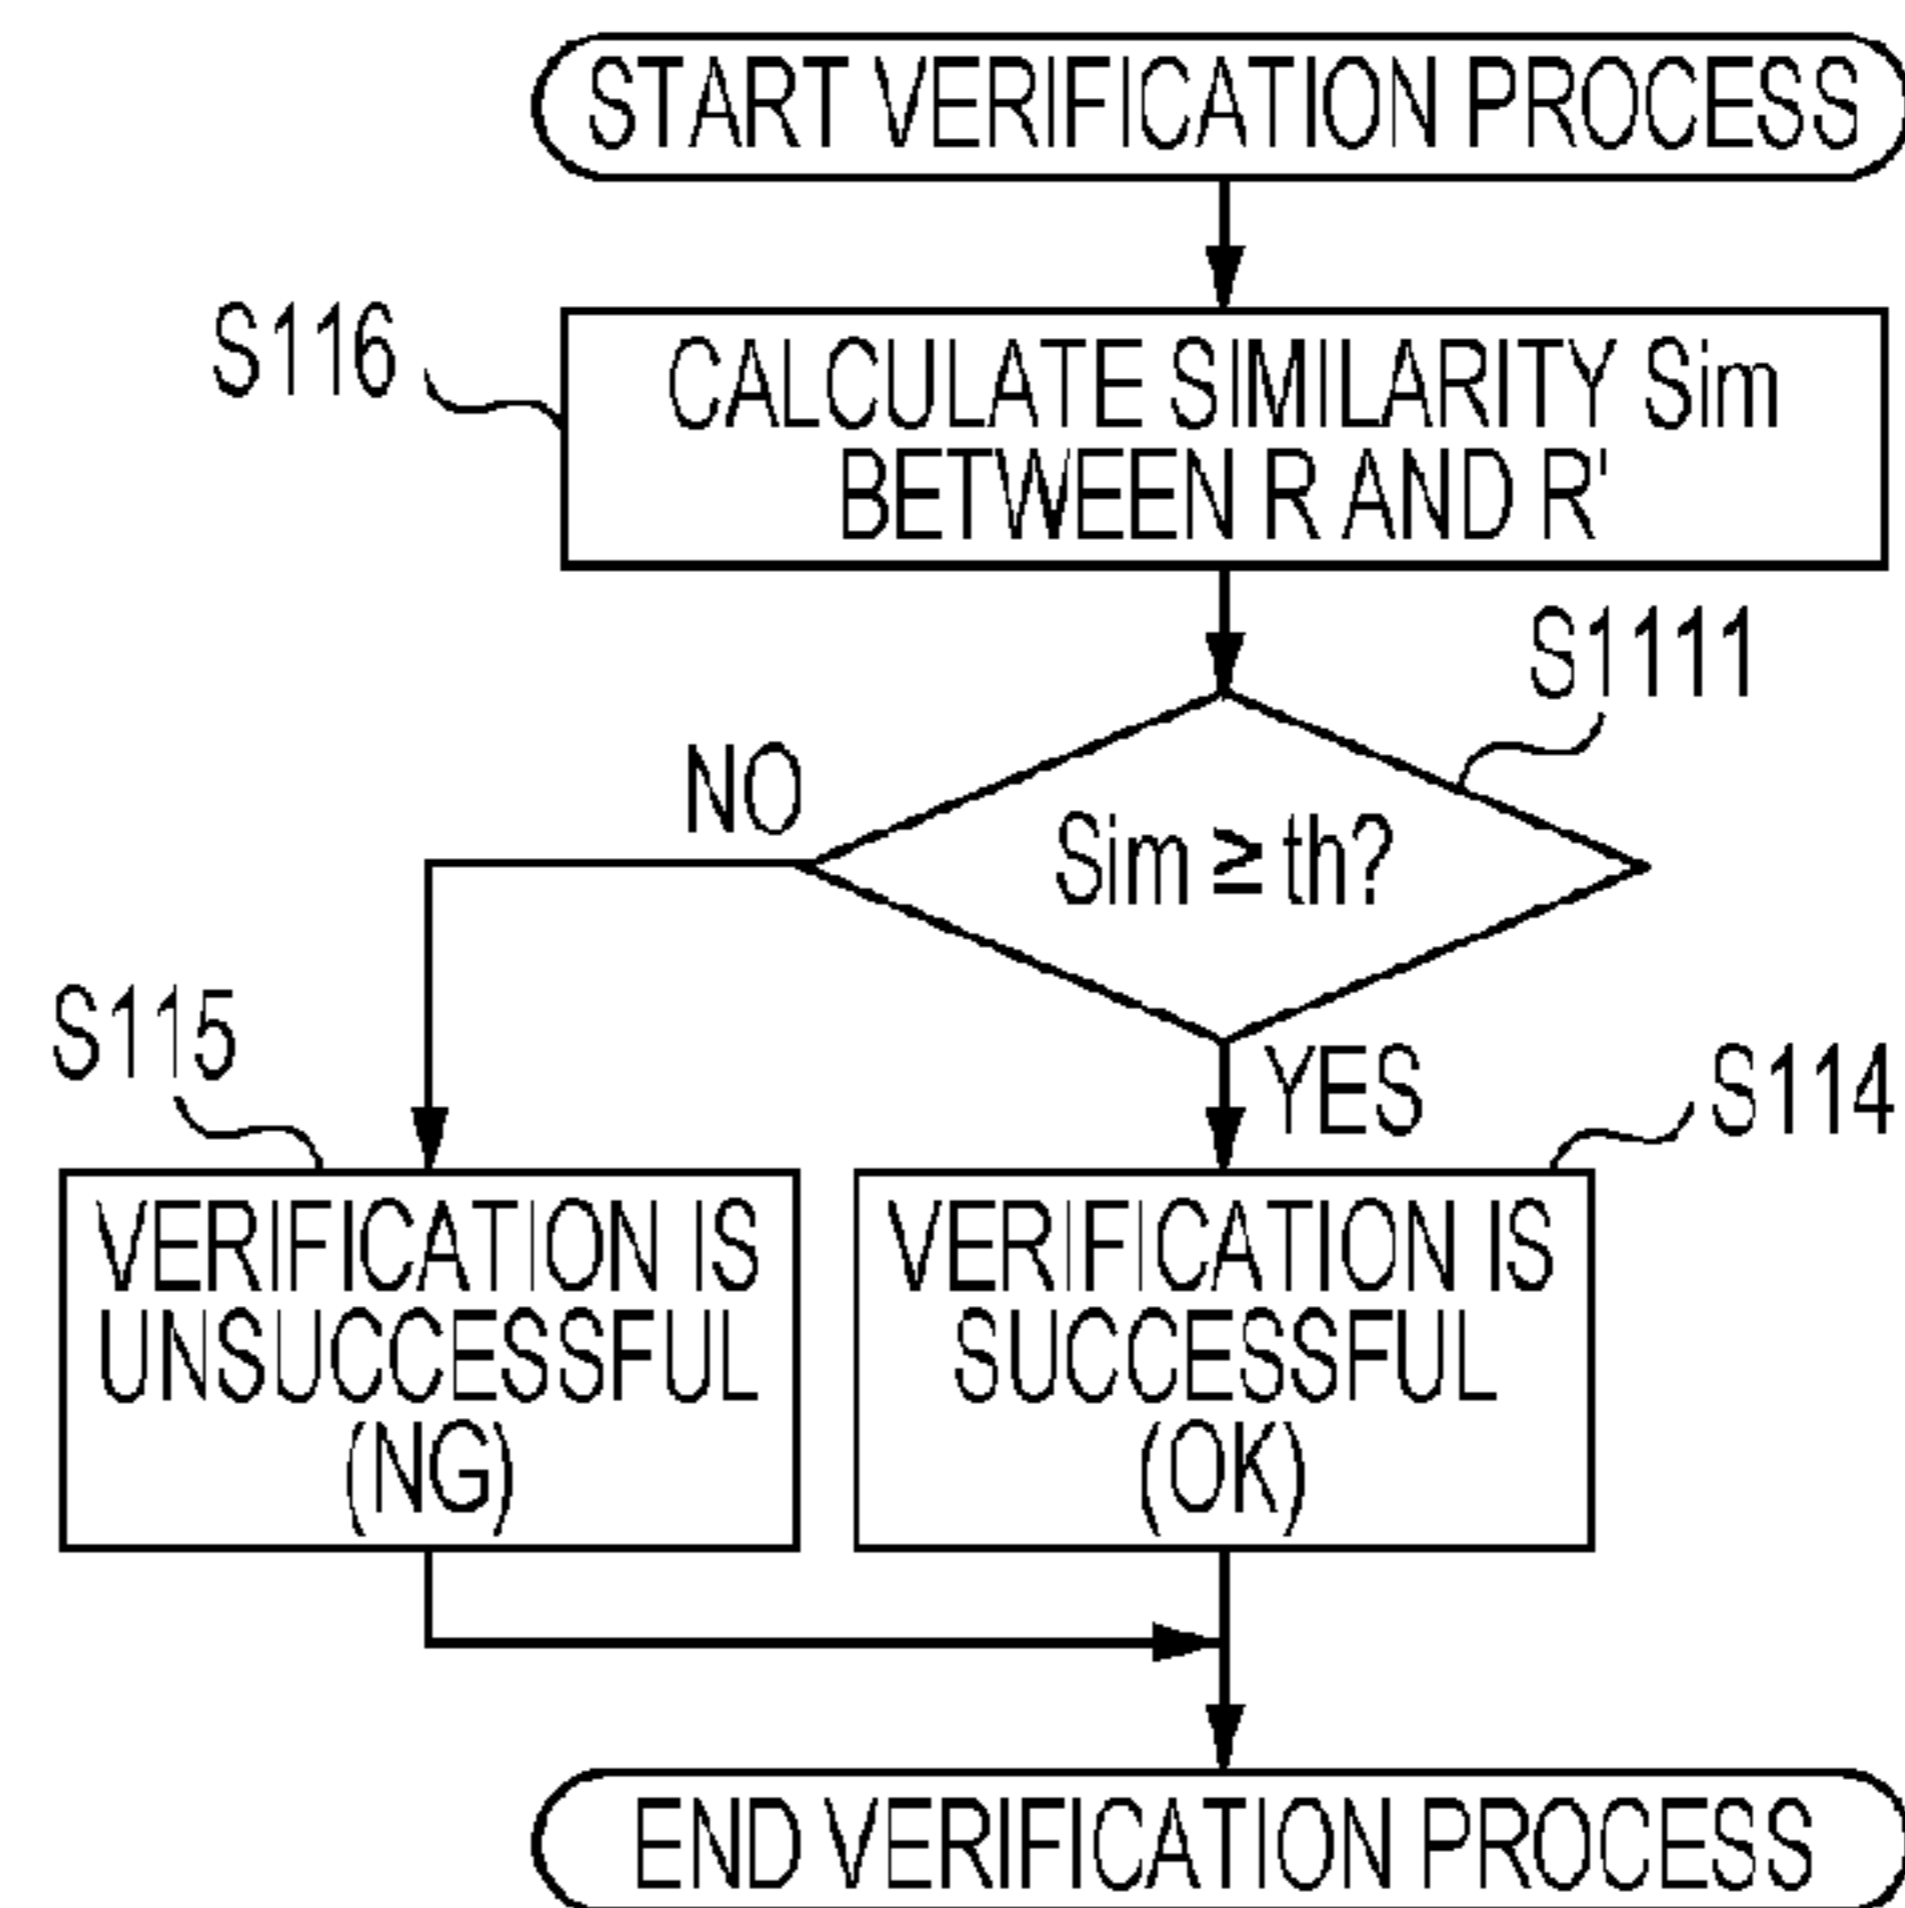 START VERIFICATION PROCESS
S116
CALCULATE SIMILARITY Sim
BETWEEN R AND R'
S1111
NO
Sim ≧ th?
S115
YES
S114
VERIFICATION IS
UNSUCCESSFUL
(NG)
VERIFICATION IS
SUCCESSFUL
(OK)
END VERIFICATION PROCESS